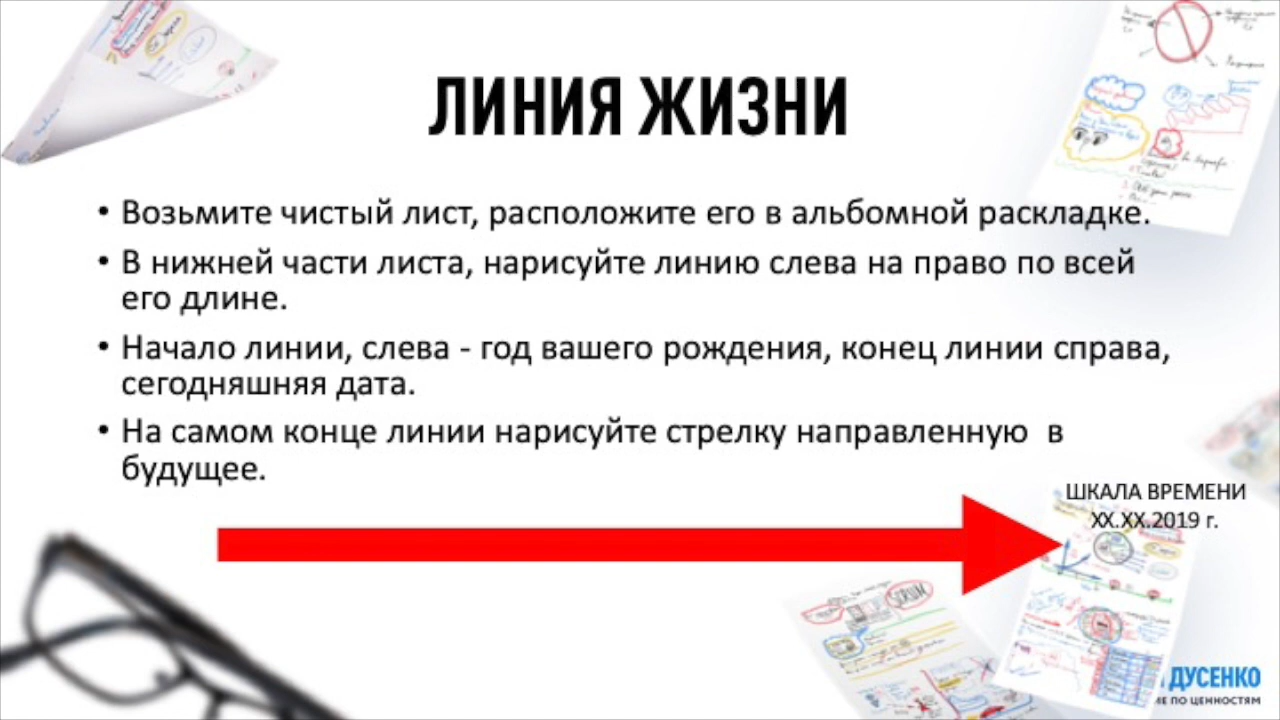 ЛИНИЯ ЖИЗНИ
• Возьмите чистый лист, расположите его в альбомной раскладке.
• В нижней части листа, нарисуйте линию слева на право по всей
его длине.
• Начало линии, слева - год вашего рождения, конец линии справа,
сегодняшняя дата.
• На самом конце линии нарисуйте стрелку направленную в
будущее.
ШКАЛА ВРЕМЕНИ
XX.XX.2019 г.
SCRUM
ДУСЕНКО
ПО ЦЕННОСТЯМ